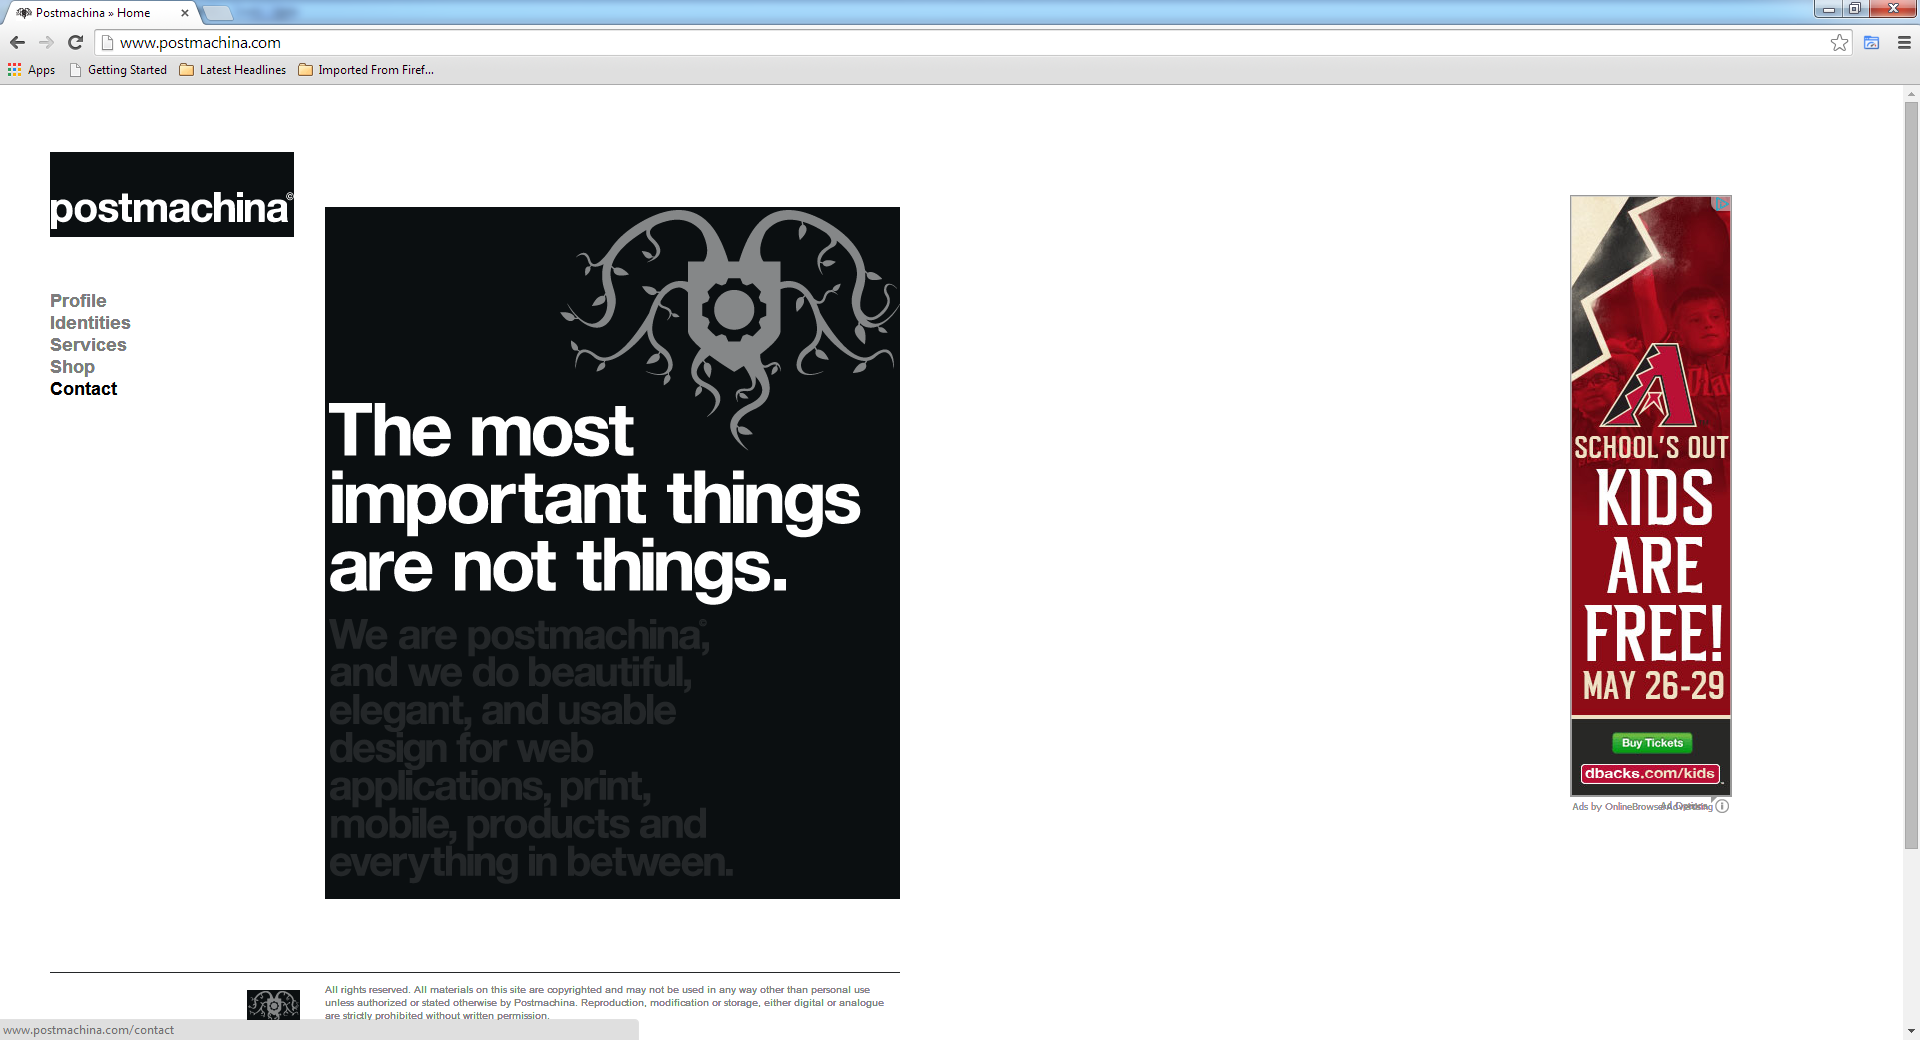 Postmachina » Home
www.postmachina.com
Apps
Getting Started
Latest Headlines
Imported From Firef...
postmachina©
Profile
Identities
Services
Shop
Contact
The most
important things
are not things.
We are postmachina©,
and we do beautiful,
elegant, and usable
design for web
applications, print,
mobile, products and
everything in between.
A
SCHOOL'S OUT
KIDS
ARE
FREE!
MAY 26-29
Buy Tickets
dbacks.com/kids
Ads by OnlineBrowserAdvertising
Ad Options
All rights reserved. All materials on this site are copyrighted and may not be used in any way other than personal use
unless authorized or stated otherwise by Postmachina. Reproduction, modification or storage, either digital or analogue
are strictly prohibited without written permission.
www.postmachina.com/contact